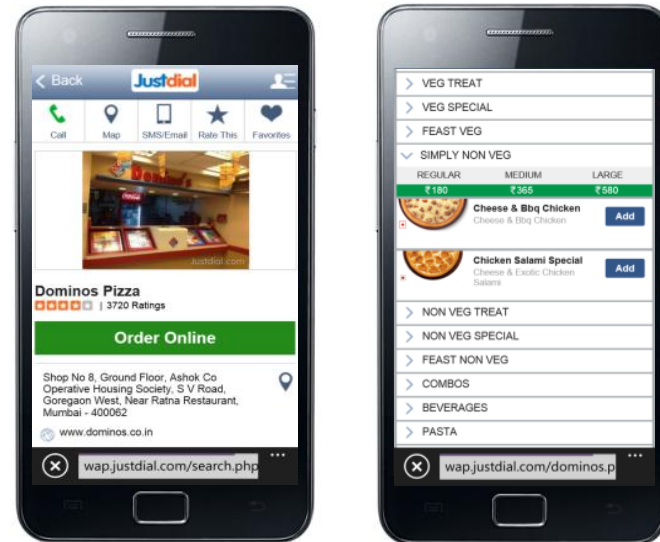 Back
Justdial
Call
Map
SMS/Email
Rate This
Favorites
Domino's
Coca-Cola
Justdial.com
Dominos Pizza
| 3720 Ratings
Order Online
Shop No 8, Ground Floor, Ashok Co
Operative Housing Society, S V Road,
Goregaon West, Near Ratna Restaurant,
Mumbai - 400062
www.dominos.co.in
wap.justdial.com/search.php
VEG TREAT
VEG SPECIAL
FEAST VEG
SIMPLY NON VEG
REGULAR MEDIUM LARGE
₹180 ₹365 ₹580
Cheese & Bbq Chicken
Cheese & Bbq Chicken
Add
Chicken Salami Special
Cheese & Exotic Chicken
Salami
Add
NON VEG TREAT
NON VEG SPECIAL
FEAST NON VEG
COMBOS
BEVERAGES
PASTA
wap.justdial.com/dominos.p